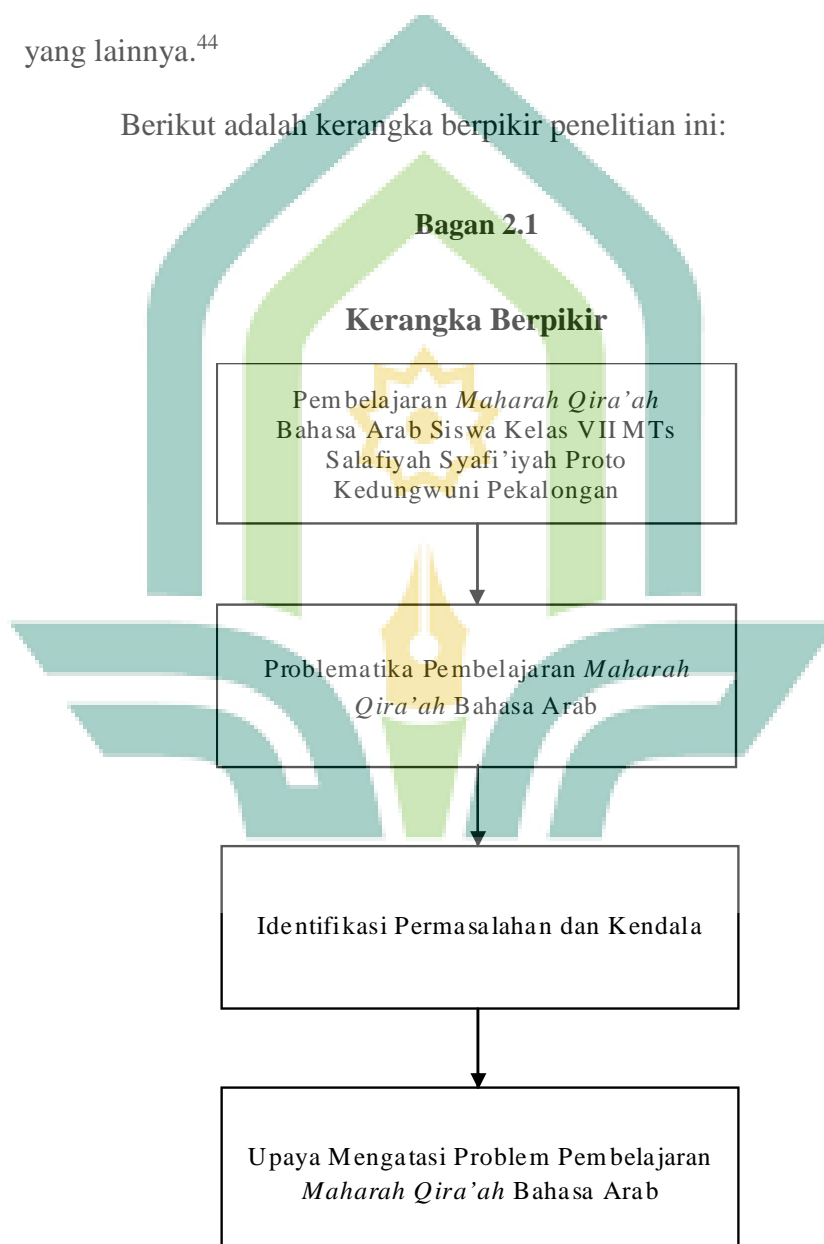 yang lainnya.44
Berikut adalah kerangka berpikir penelitian ini:
Bagan 2.1
Kerangka Berpikir
Pembelajaran Maharah Qira’ah
Bahasa Arab Siswa Kelas VII MTs
Salafiyah Syafi’iyah Proto
Kedungwuni Pekalongan
Problematika Pembelajaran Maharah
Qira’ah Bahasa Arab
Identifikasi Permasalahan dan Kendala
Upaya Mengatasi Problem Pembelajaran
Maharah Qira’ah Bahasa Arab